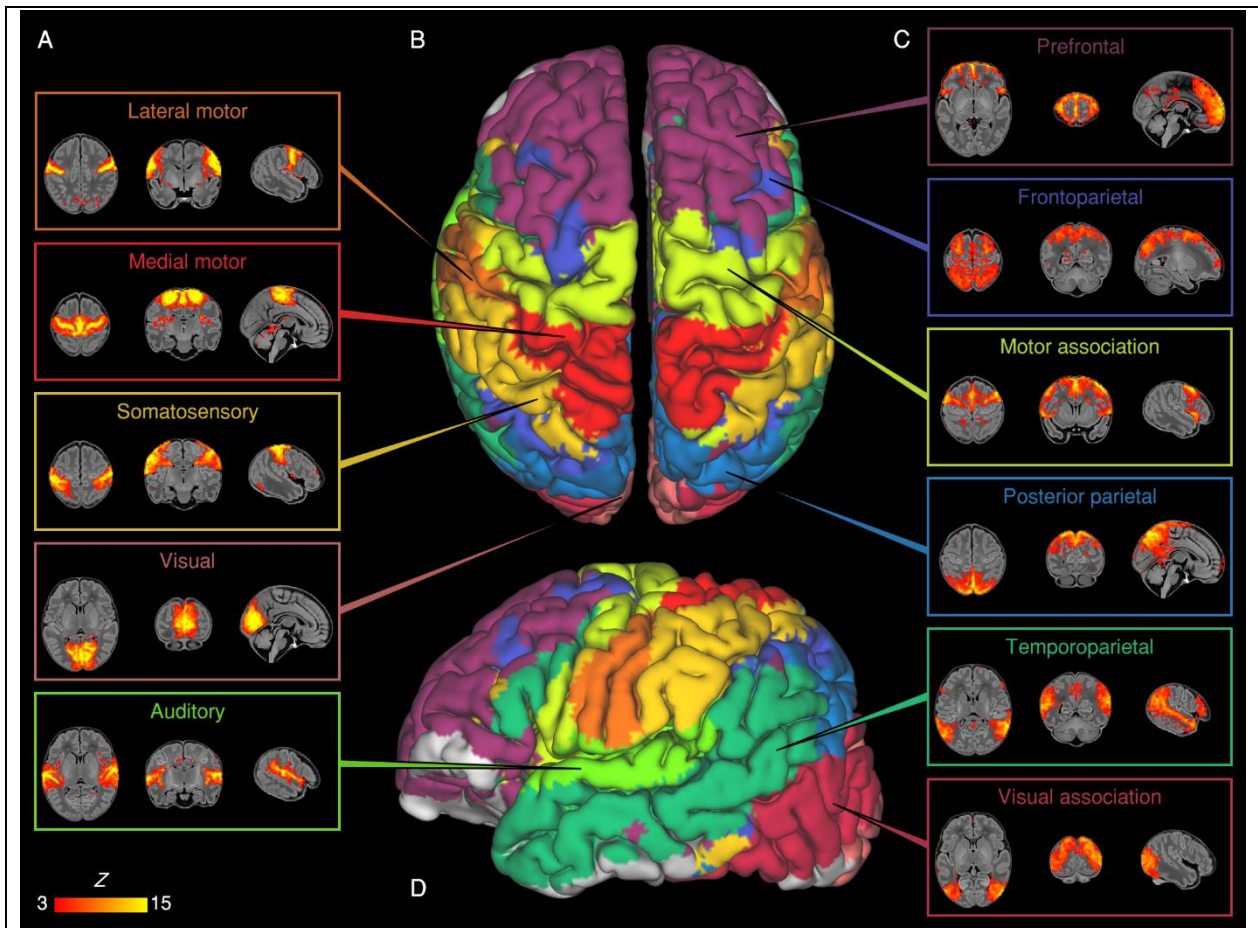 A
B
C
Lateral motor
Medial motor
Somatosensory
Visual
Auditory
Prefrontal
Frontoparietal
Motor association
Posterior parietal
Temporoparietal
Visual association
Z
3 15
D